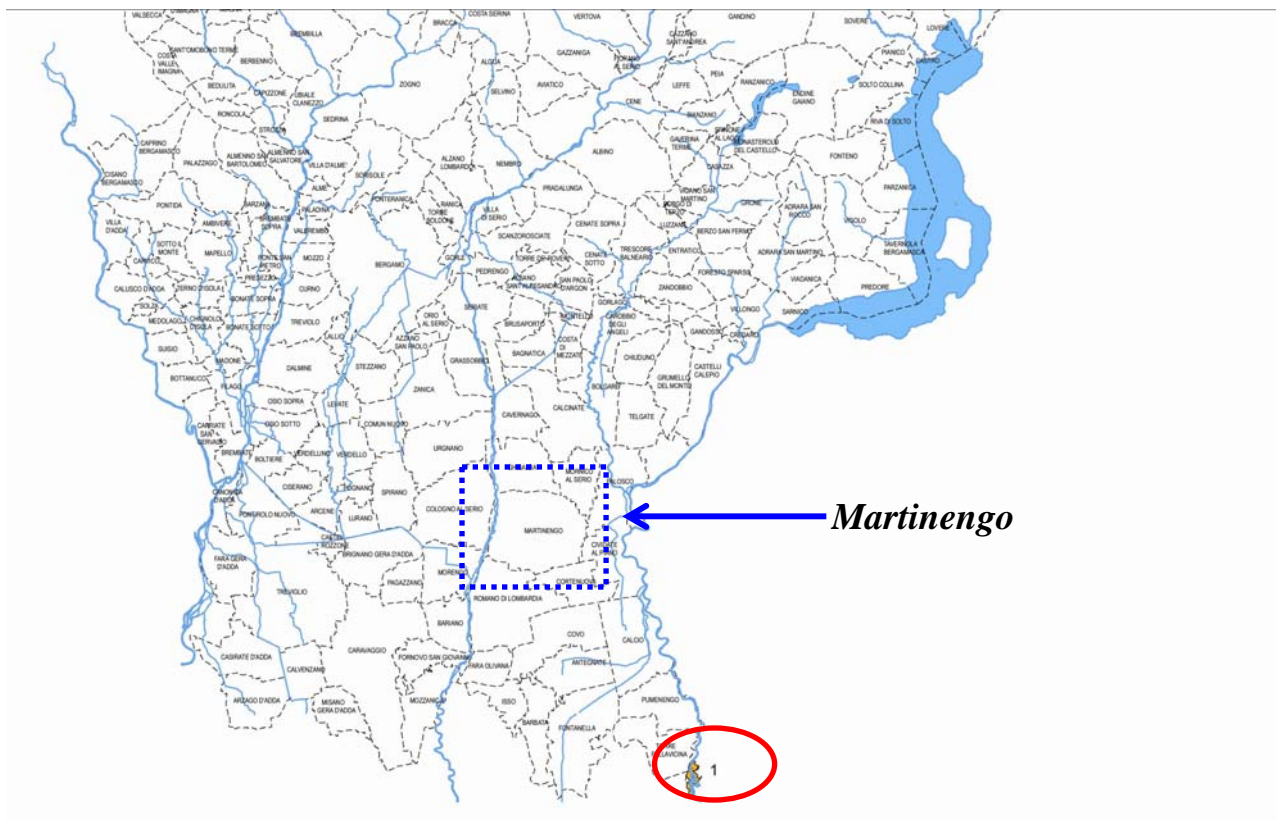 VALSECCA
BRACCA
COSTA SERINA
VERTOVA
GANDINO
SOVERE
LOVERE
BREMBILLA
CAZZANO
SANT'ANDREA
SANT'OMOBONO TERME
COSTA
VALLE
IMAGNA
BERBENNO
ALGUA
GAZZANIGA
FIORANO
AL SERIO
PIANICO
CASTRO
BEDULITA
CAPIZZONE
UBIALE
CLANEZZO
ZOGNO
SELVINO
AVIATICO
LEFFE
PEIA
RANZANICO
ENDINE
GAIANO
SOLTO COLLINA
CENE
BIANZANO
RONCOLA
SEDRINA
STROZZA
RIVA DI SOLTO
SPINONE
AL LAGO
CAPRINO
BERGAMASCO
PALAZZAGO
ALMENNO SAN
BARTOLOMEO
ALMENNO SAN
SALVATORE
VILLA D'ALME'
ALZANO
LOMBARDO
NEMBRO
ALBINO
GAVERINA
TERME
MONASTEROLO
DEL CASTELLO
FONTENO
CASAZZA
CISANO
BERGAMASCO
SORISOLE
ALME'
PRADALUNGA
PARZANICA
VIGANO SAN
MARTINO
PONTIDA
BARZANA
PALADINA
PONTERANICA
RANICA
TORRE
BOLDONE
VILLA
DI SERIO
BORGO DI
TERZO
GRONE
ADRARA SAN
ROCCO
VIGOLO
VILLA
D'ADDA
AMBIVERE
BREMBATE
SOPRA
VALBREMBO
CENATE SOPRA
LUZZANA
BERZO SAN FERMO
SCANZOROSCIATE
SOTTO IL
MONTE
MAPELLO
PONTE SAN
PIETRO
MOZZO
BERGAMO
GORLE
TORRE DE' ROVERI
CENATE
SOTTO
TRESCORE
BALNEARIO
ENTRATICO
ADRARA SAN MARTINO
TAVERNOLA
BERGAMASCA
CARVICO
PRESEZZO
PEDRENGO
ALBANO
SANT'ALESSANDRO
SAN PAOLO
D'ARGON
FORESTO SPARSO
VIADANICA
CALUSCO D'ADDA
TERNO D'ISOLA
BONATE SOPRA
CURNO
ZANDOBBIO
PREDORE
SOLZA
SERIATE
GORLAGO
VILLONGO
SARNICO
MEDOLAGO
CHIGNOLO
D'ISOLA
BONATE SOTTO
TREVIOLO
ORIO
AL SERIO
BRUSAPORTO
MONTELLO
CAROBBIO
DEGLI
ANGELI
GANDOSSO
CREDARO
SUISIO
MADONE
LALLIO
AZZANO
SAN PAOLO
COSTA
DI
MEZZATE
BAGNATICA
CHIUDUNO
DALMINE
STEZZANO
GRASSOBBIO
CASTELLI
CALEPIO
BOTTANUCO
FILAGO
ZANICA
BOLGARE
GRUMELLO
DEL MONTE
OSIO SOPRA
LEVATE
CALCINATE
CAPRIATE
SAN
GERVASIO
OSIO SOTTO
COMUN NUOVO
CAVERNAGO
TELGATE
BREMBATE
BOLTIERE
VERDELLINO
VERDELLO
URGNANO
GHISALBA
MORNICO
AL SERIO
PALOSCO
CANONICA
D'ADDA
CISERANO
POGNANO
SPIRANO
PONTIROLO NUOVO
ARCENE
LURANO
COLOGNO AL SERIO
MARTINENGO
Martinengo
CASTEL
ROZZONE
BRIGNANO GERA D'ADDA
CIVIDATE
AL PIANO
FARA GERA
D'ADDA
MORENGO
CORTENUOVA
TREVIGLIO
PAGAZZANO
ROMANO DI LOMBARDIA
BARIANO
COVO
CALCIO
CARAVAGGIO
CASIRATE D'ADDA
CALVENZANO
FORNOVO SAN GIOVANNI
FARA OLIVANA
ANTEGNATE
ARZAGO D'ADDA
MISANO
GERA D'ADDA
MOZZANICA
ISSO
BARBATA
FONTANELLA
PUMENENGO
TORRE
PALLAVICINA
1